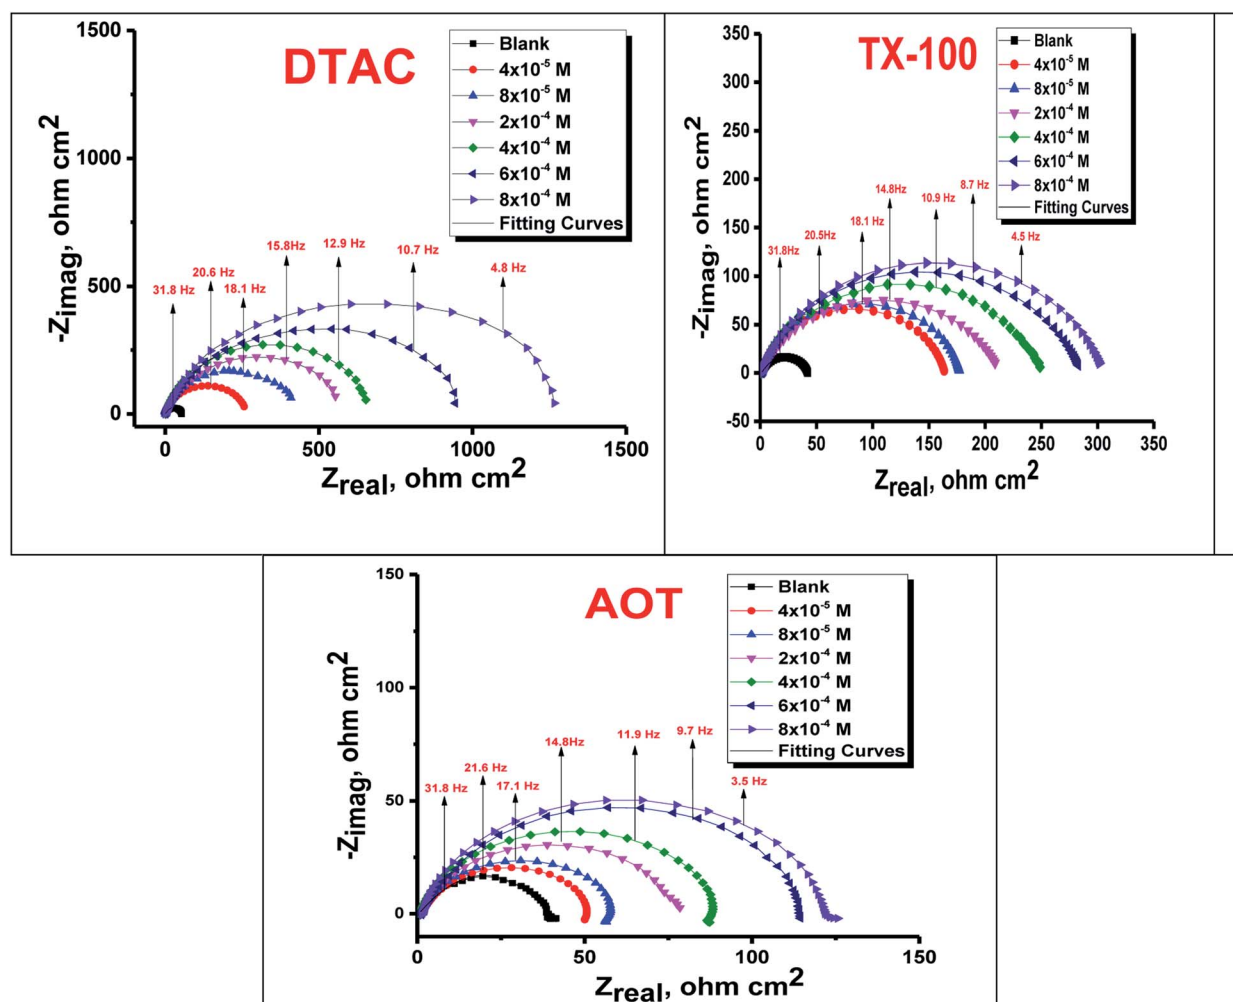 DTAC
Blank
4x10⁻⁵ M
8x10⁻⁵ M
2x10⁻⁴ M
4x10⁻⁴ M
6x10⁻⁴ M
8x10⁻⁴ M
Fitting Curves
1500
1000
500
0
-Zimag, ohm cm²
31.8 Hz
20.6 Hz
18.1 Hz
15.8Hz
12.9 Hz
10.7 Hz
4.8 Hz
0 500 1000 1500
Zreal, ohm cm²
TX-100
Blank
4x10⁻⁵ M
8x10⁻⁵ M
2x10⁻⁴ M
4x10⁻⁴ M
6x10⁻⁴ M
8x10⁻⁴ M
Fitting Curves
350
300
250
200
150
100
50
0
-50
-Zimag, ohm cm²
31.8Hz
20.5Hz
18.1 Hz
14.8Hz
10.9 Hz
8.7 Hz
4.5 Hz
0 50 100 150 200 250 300 350
Zreal, ohm cm²
AOT
Blank
4x10⁻⁵ M
8x10⁻⁵ M
2x10⁻⁴ M
4x10⁻⁴ M
6x10⁻⁴ M
8x10⁻⁴ M
Fitting Curves
150
100
50
0
-Zimag, ohm cm²
31.8 Hz
21.6 Hz
17.1 Hz
14.8Hz
11.9 Hz
9.7 Hz
3.5 Hz
0 50 100 150
Zreal, ohm cm²